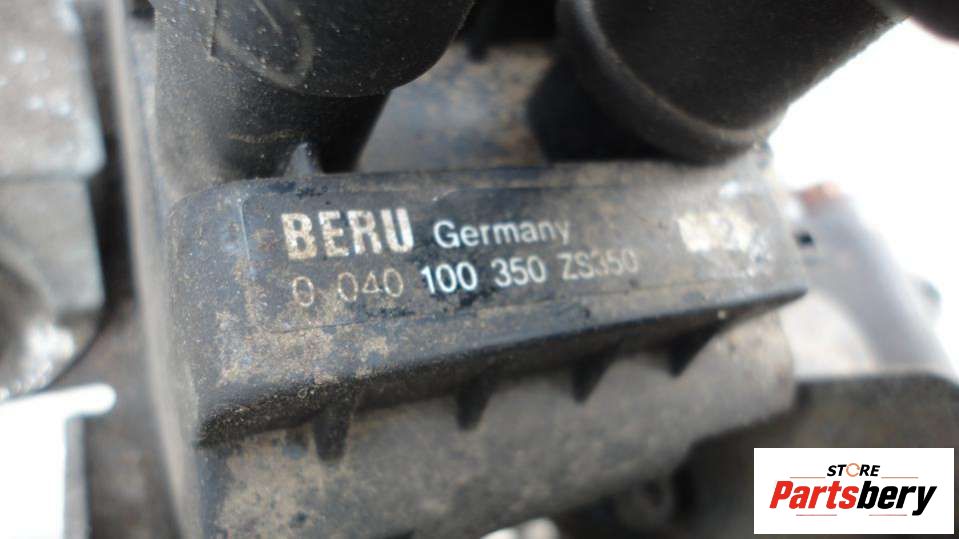 BERU Germany
0 040 100 350 ZS350
STORE
Partsbery